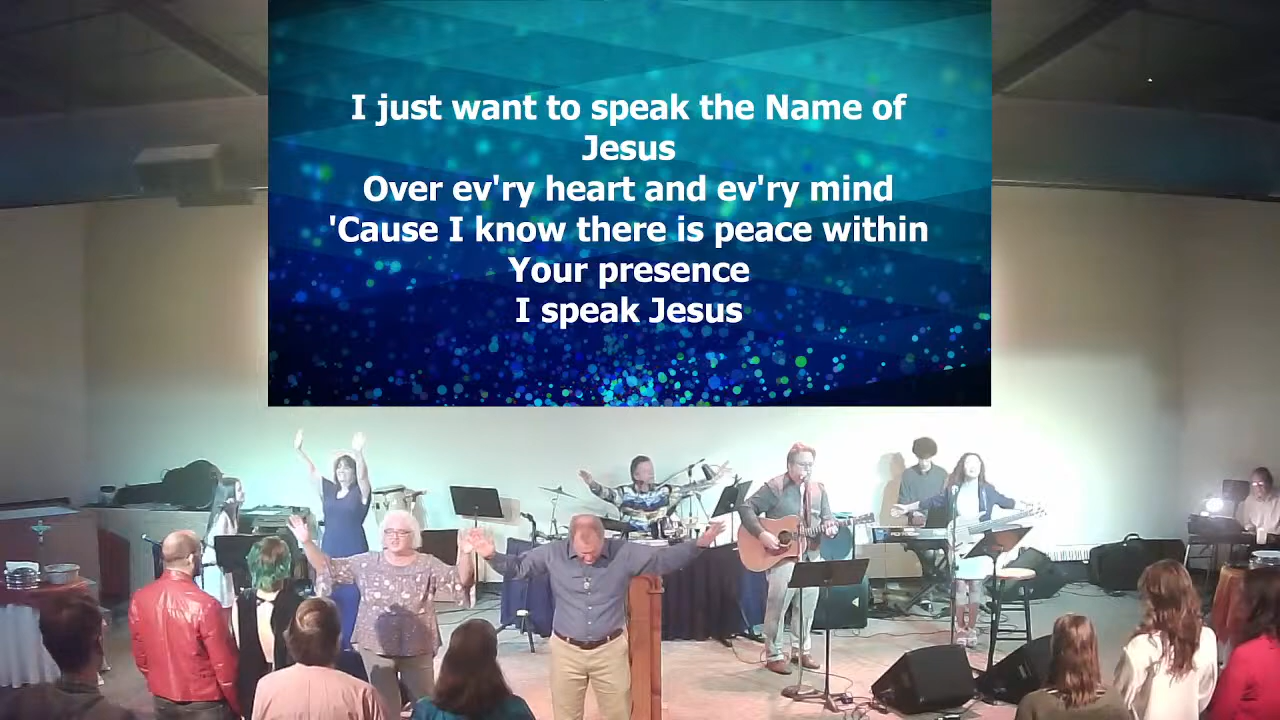 I just want to speak the Name of
Jesus
Over ev'ry heart and ev'ry mind
'Cause I know there is peace within
Your presence
I speak Jesus